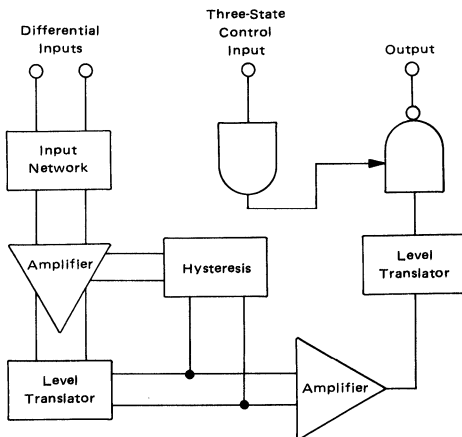 Differential
Inputs
Three-State
Control
Input
Output
Input
Network
Amplifier
Hysteresis
Level
Translator
Level
Translator
Amplifier